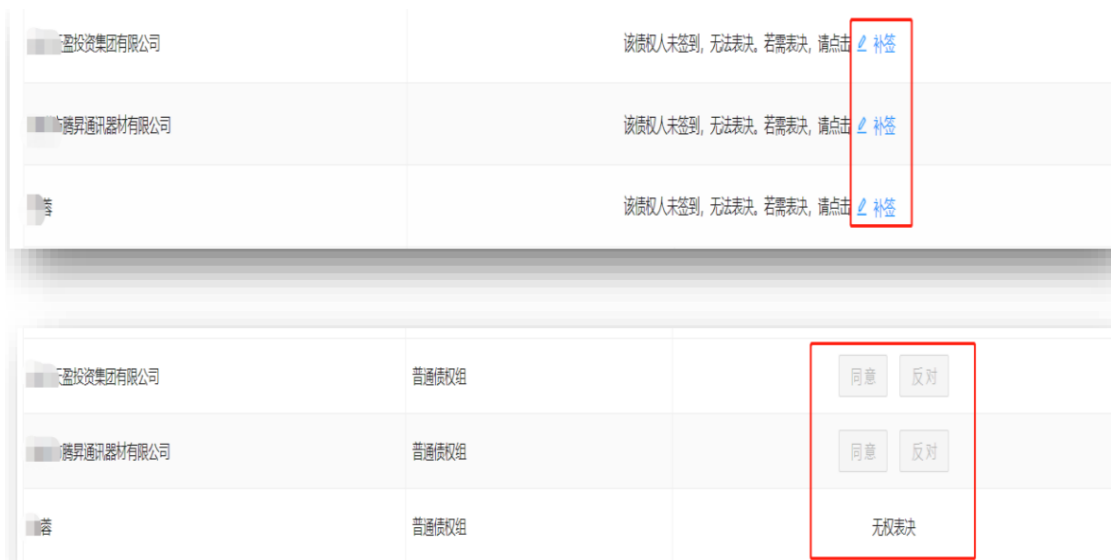 盈投资集团有限公司 该债权人未签到，无法表决。若需表决，请点击 补签
腾昇通讯器材有限公司 该债权人未签到，无法表决。若需表决，请点击 补签
蓉 该债权人未签到，无法表决。若需表决，请点击 补签
盈投资集团有限公司 普通债权组 同意 反对
腾昇通讯器材有限公司 普通债权组 同意 反对
蓉 普通债权组 无权表决